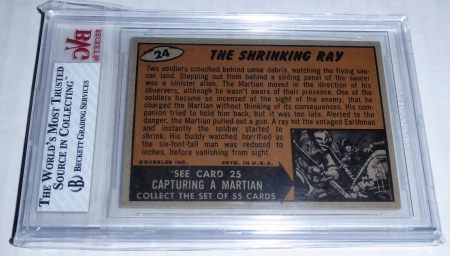 24
THE SHRINKING RAY
Two soldiers crouched behind some debris, watching the flying sau-
cer land. Stepping out from behind a sliding panel of the saucer
was a sinister alien. The Martian moved in the direction of his
observers, although he wasn't aware of their presence. One of the
soldiers became so incensed at the sight of the enemy, that he
charged the Martian without thinking of its consequences. His com-
panion tried to hold him back, but it was too late. Alerted to the
danger, the Martian pulled out a gun. A ray hit the enraged Earthman
and instantly the soldier started to
shrink. His buddy watched horrified as
the six-foot-tall man was reduced to
inches, before vanishing from sight.
©BUBBLES INC. PRTD. IN U.S.A.
SEE CARD 25
CAPTURING A MARTIAN
COLLECT THE SET OF 55 CARDS
BECKETT
BVG
THE WORLD'S MOST TRUSTED
SOURCE IN COLLECTING
B BECKETT GRADING SERVICES